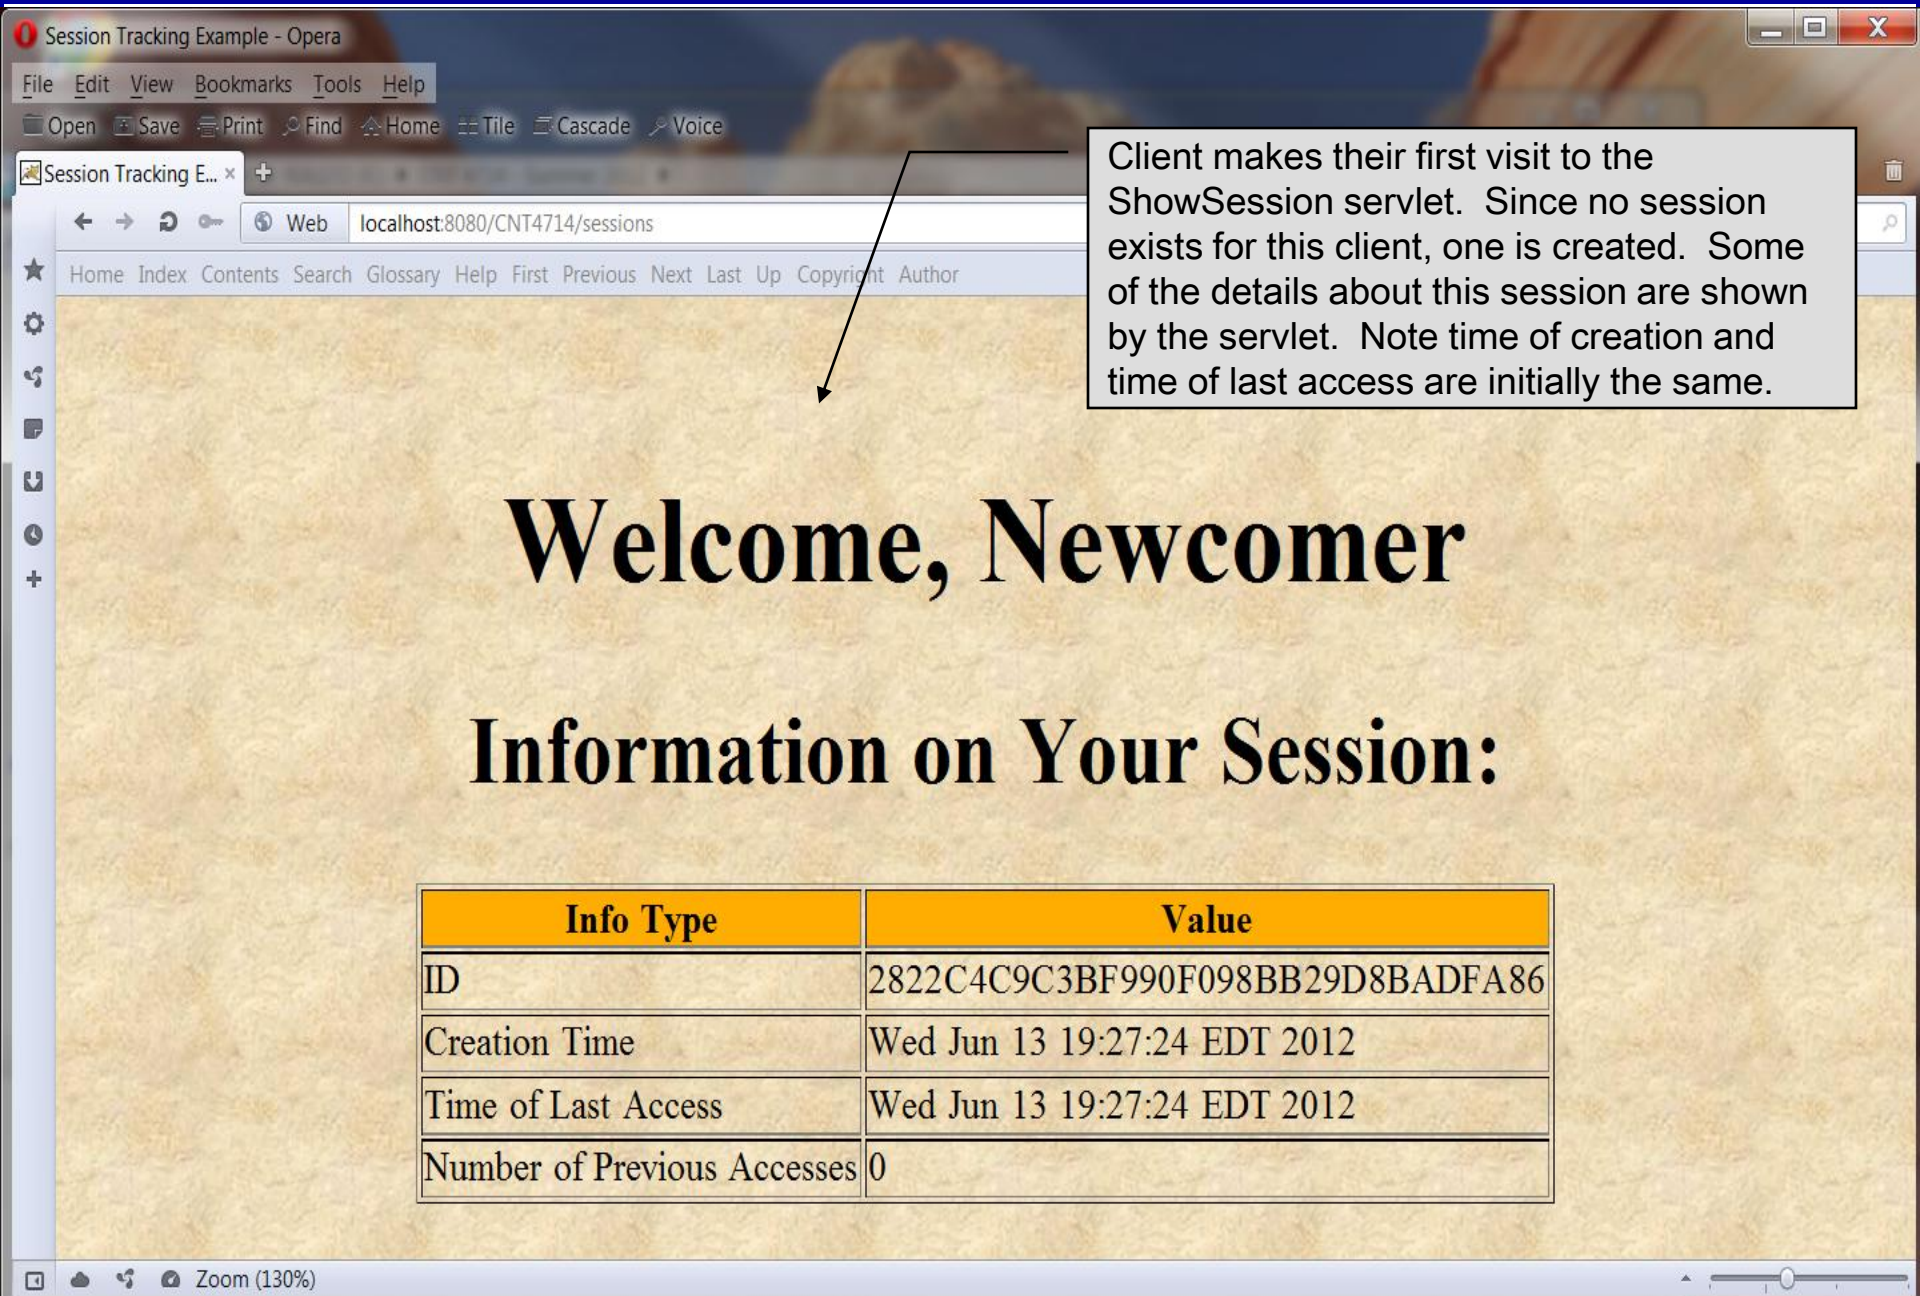 Session Tracking Example - Opera
File Edit View Bookmarks Tools Help
Open Save Print Find Home Tile Cascade Voice
Session Tracking E...
Web localhost:8080/CNT4714/sessions
Home Index Contents Search Glossary Help First Previous Next Last Up Copyright Author
Client makes their first visit to the
ShowSession servlet. Since no session
exists for this client, one is created. Some
of the details about this session are shown
by the servlet. Note time of creation and
time of last access are initially the same.
Welcome, Newcomer
Information on Your Session:
Info Type Value
ID 2822C4C9C3BF990F098BB29D8BADFA86
Creation Time Wed Jun 13 19:27:24 EDT 2012
Time of Last Access Wed Jun 13 19:27:24 EDT 2012
Number of Previous Accesses 0
Zoom (130%)